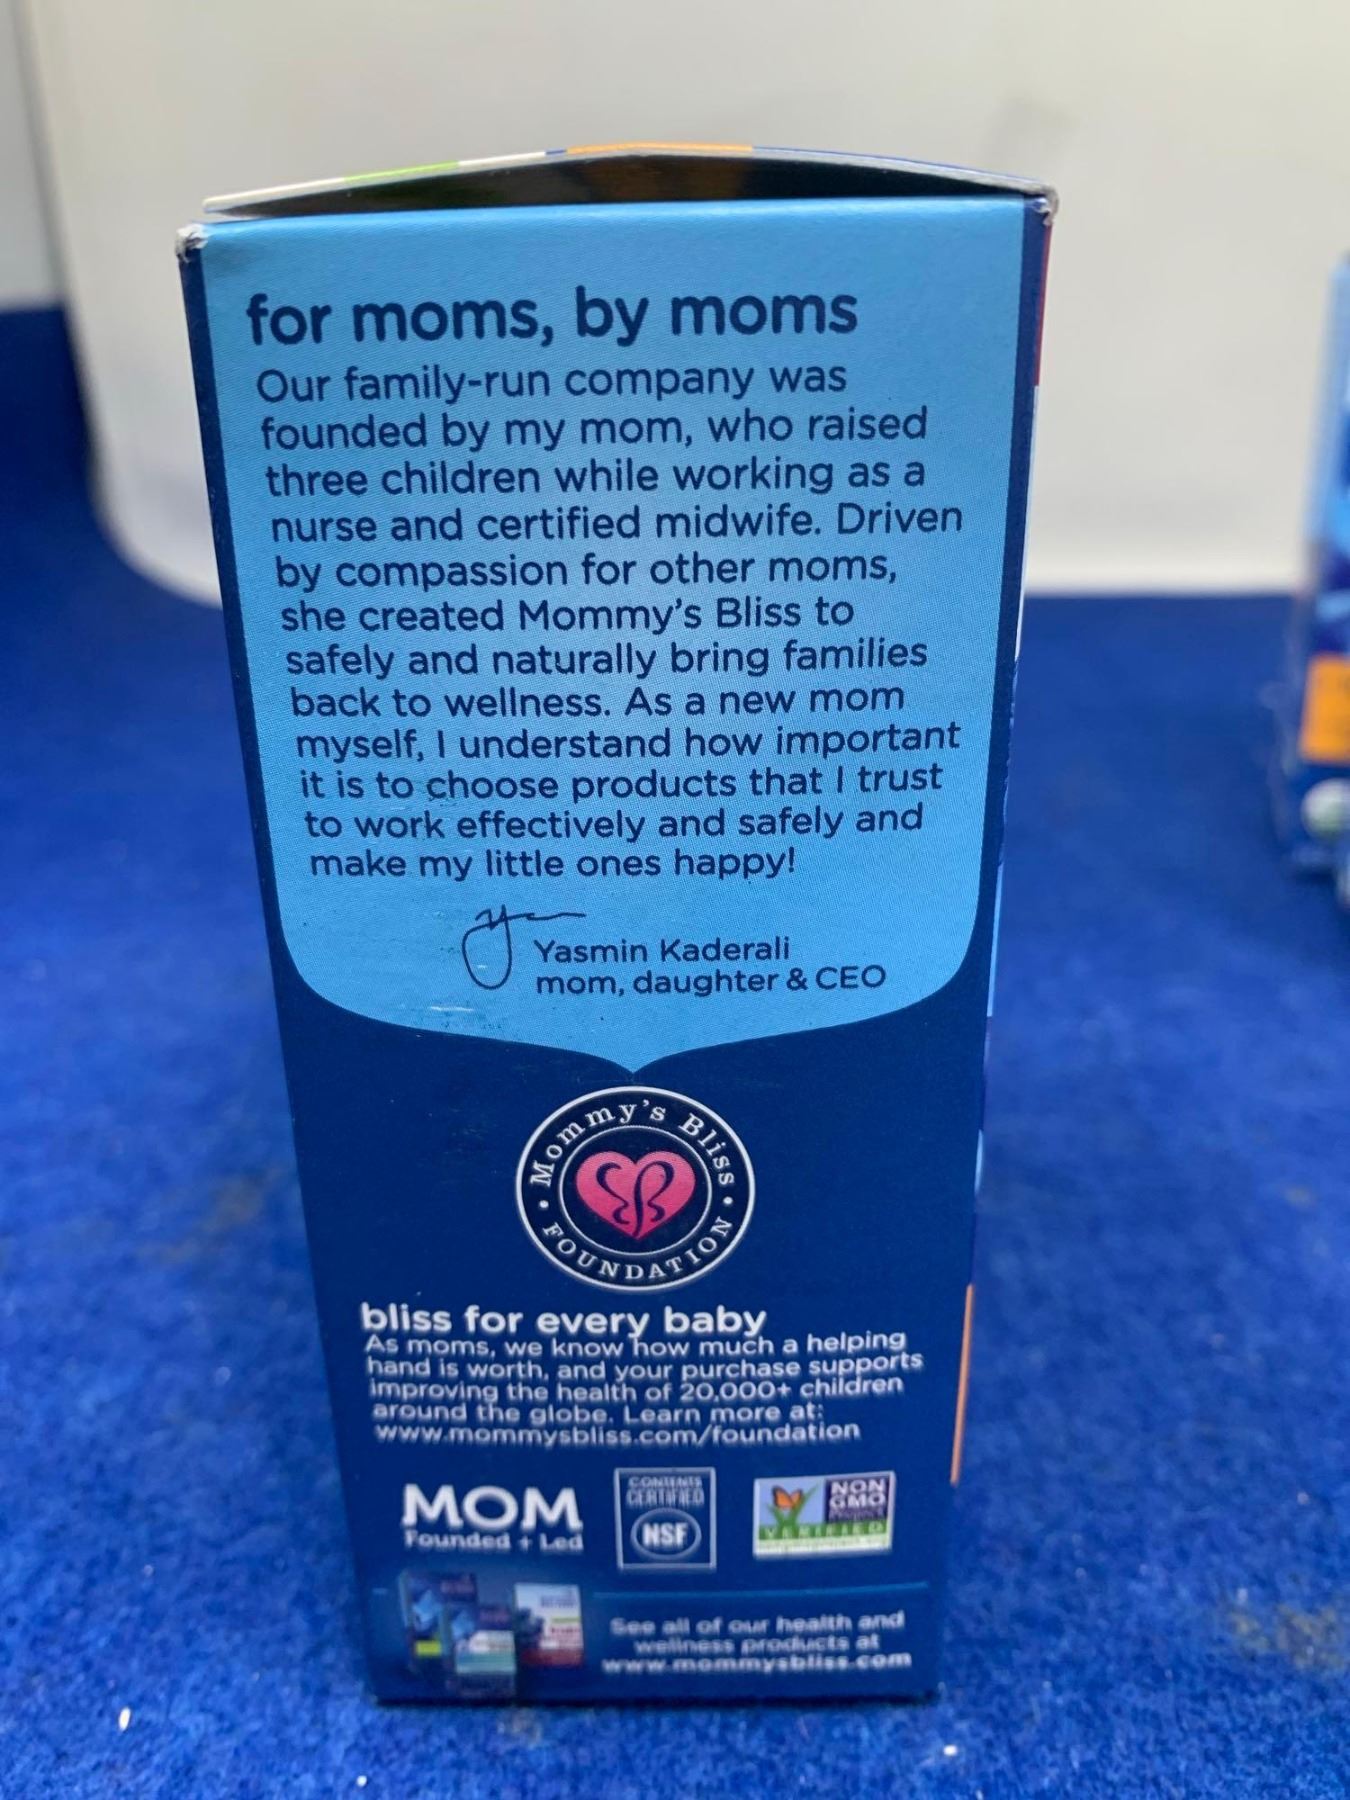 for moms, by moms
Our family-run company was
founded by my mom, who raised
three children while working as a
nurse and certified midwife. Driven
by compassion for other moms,
she created Mommy's Bliss to
safely and naturally bring families
back to wellness. As a new mom
myself, I understand how important
it is to choose products that I trust
to work effectively and safely and
make my little ones happy!
Yasmin Kaderali
mom, daughter & CEO
Mommy's Bliss
FOUNDATION
bliss for every baby
As moms, we know how much a helping
hand is worth, and your purchase supports
improving the health of 20,000+ children
around the globe. Learn more at:
www.mommysbliss.com/foundation
MOM
Founded + Led
CONTENTS
CERTIFIED
NSF
NON
GMO
Project
VERIFIED
See all of our health and
wellness products at
www.mommysbliss.com